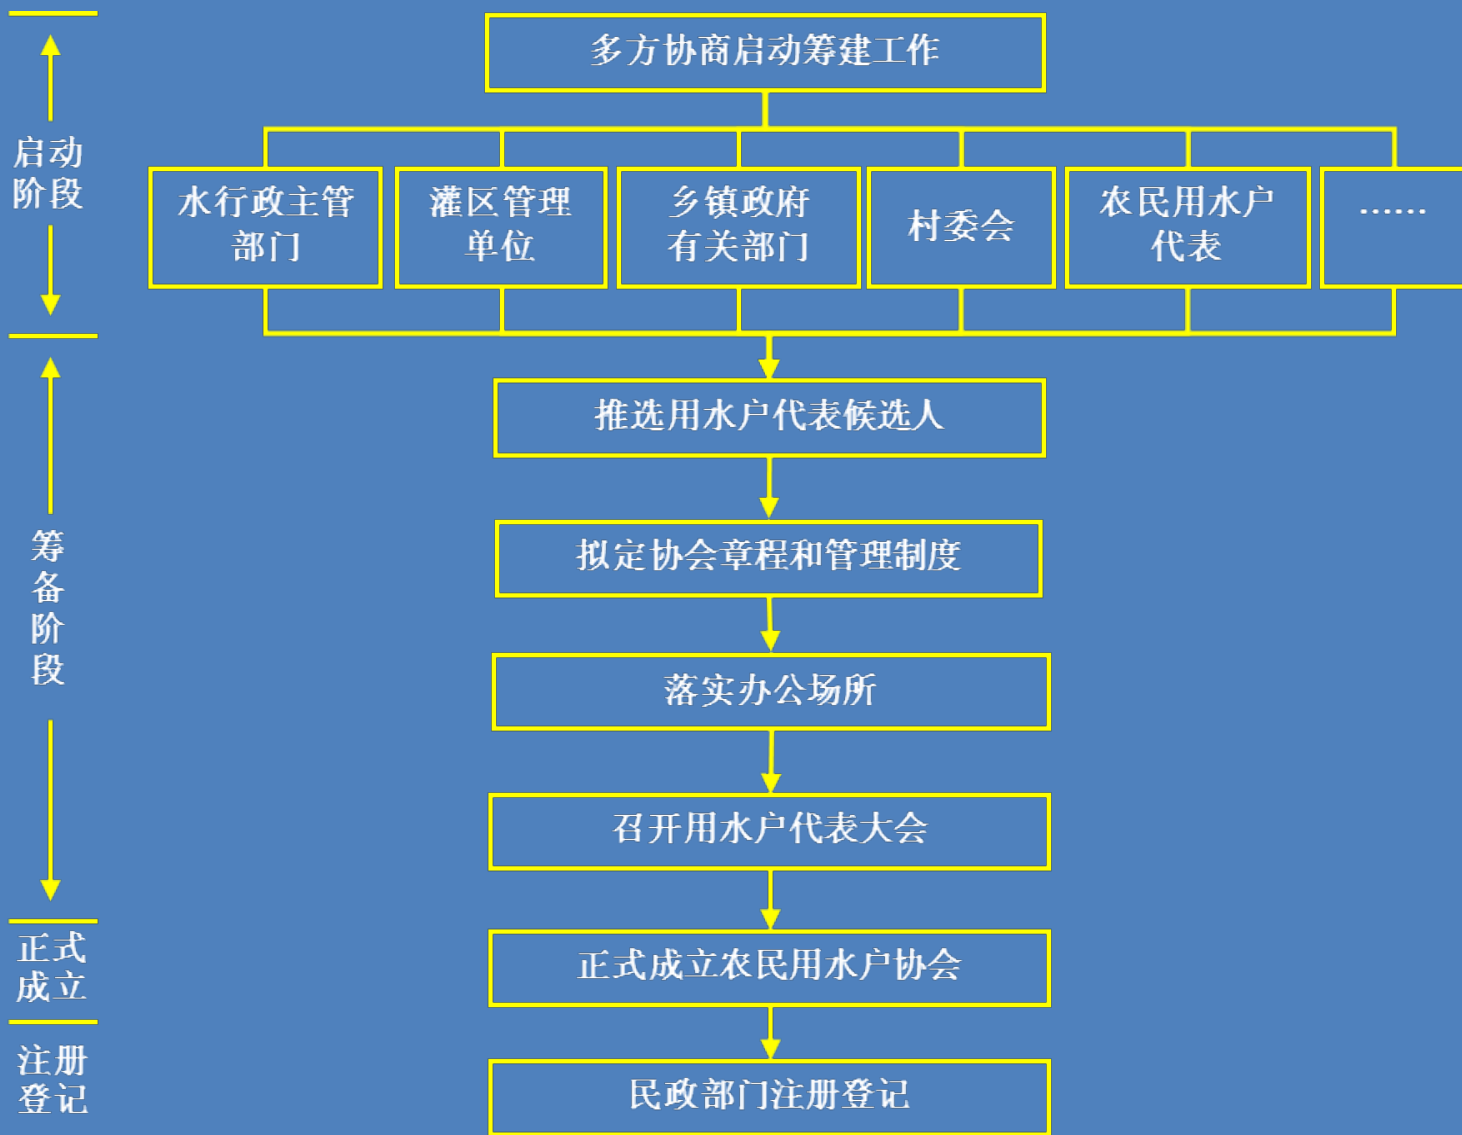 多方协商启动筹建工作
启动
阶段
水行政主管
部门
灌区管理
单位
乡镇政府
有关部门
村委会
农民用水户
代表
……
推选用水户代表候选人
筹
备
阶
段
拟定协会章程和管理制度
落实办公场所
召开用水户代表大会
正式
成立
正式成立农民用水户协会
注册
登记
民政部门注册登记